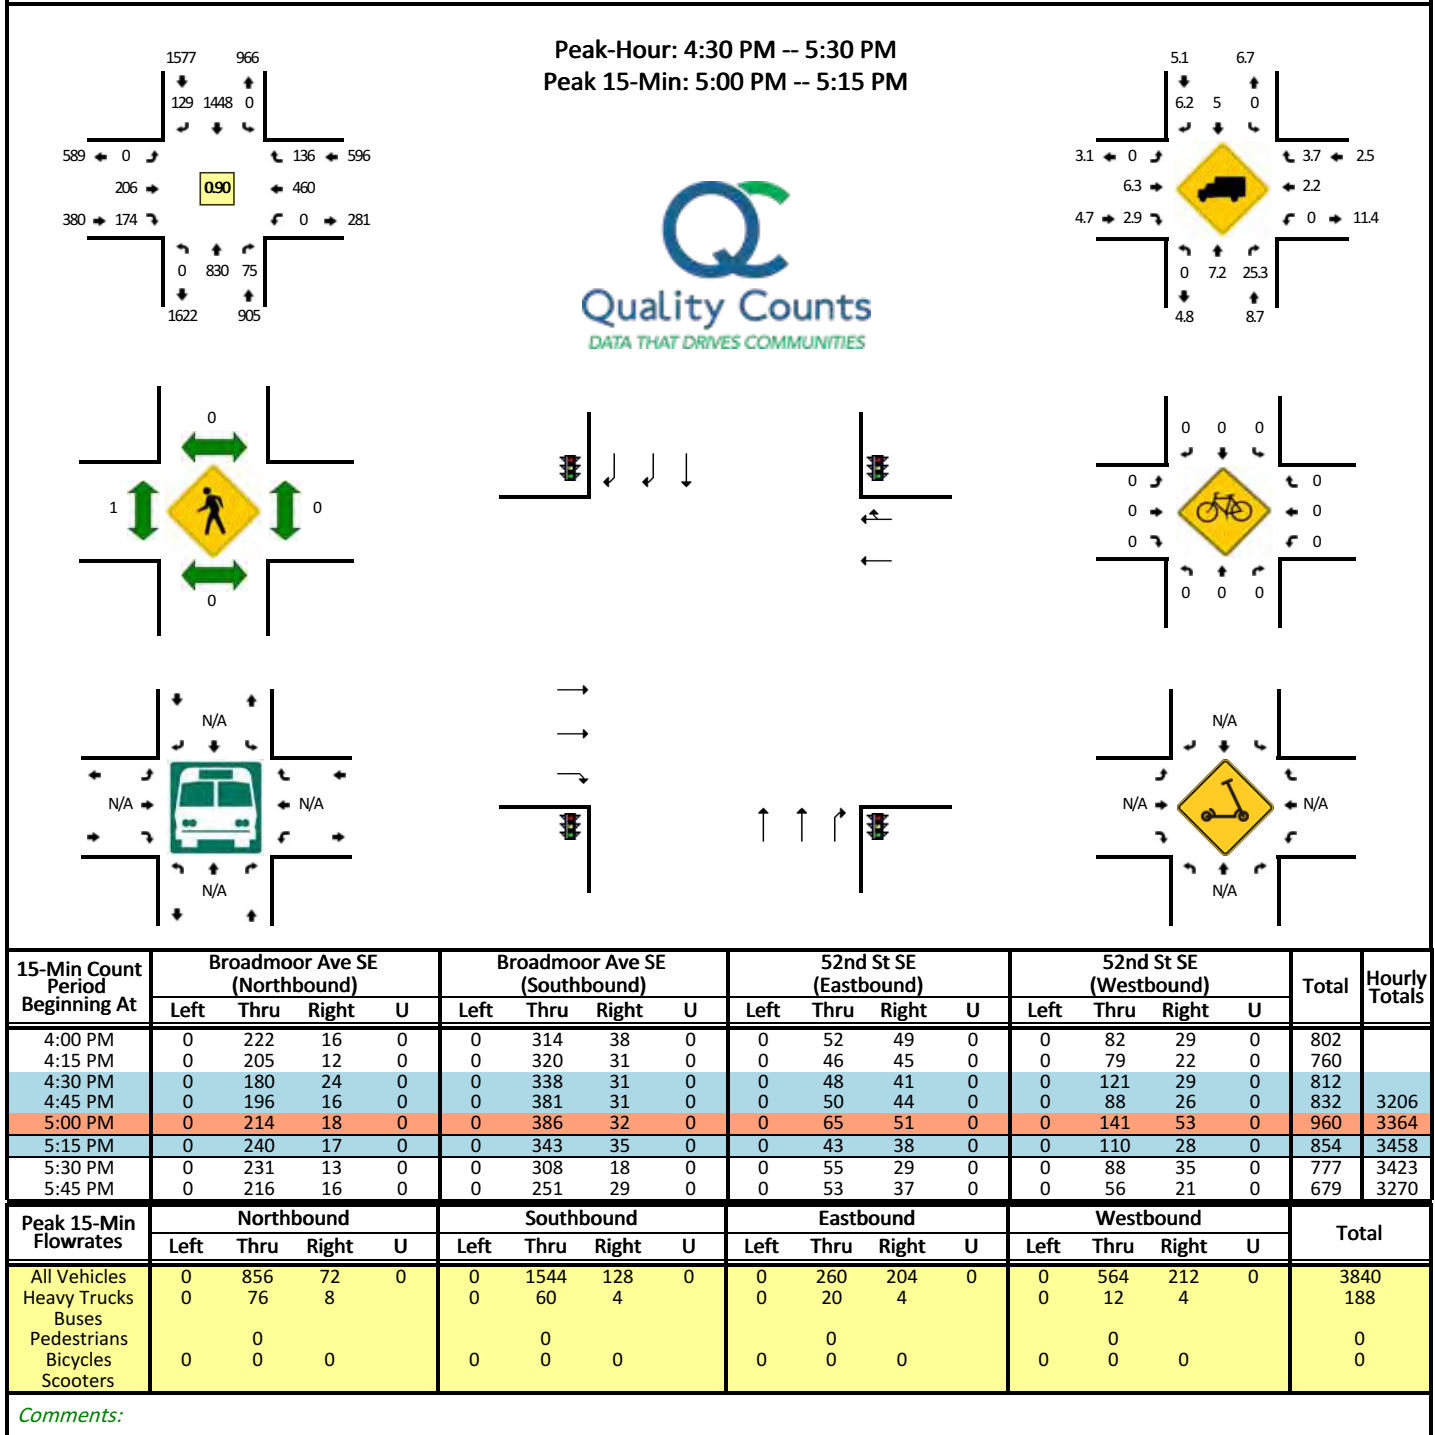 Peak-Hour: 4:30 PM -- 5:30 PM
Peak 15-Min: 5:00 PM -- 5:15 PM
1577 966
129 1448 0
589 0 136 596
206 0.90 460
380 174 0 281
0 830 75
1622 905
QC
Quality Counts
DATA THAT DRIVES COMMUNITIES
5.1 6.7
6.2 5 0
3.1 0 3.7 2.5
6.3 2.2
4.7 2.9 0 11.4
0 7.2 25.3
4.8 8.7
0
1 0
0
0 0 0
0 0
0 0
0 0
0 0 0
N/A
N/A N/A
N/A
N/A
N/A N/A
N/A
15-Min Count Period Beginning At Broadmoor Ave SE (Northbound) Broadmoor Ave SE (Southbound) 52nd St SE (Eastbound) 52nd St SE (Westbound) Total Hourly Totals
Left Thru Right U Left Thru Right U Left Thru Right U Left Thru Right U
4:00 PM 0 222 16 0 0 314 38 0 0 52 49 0 0 82 29 0 802
4:15 PM 0 205 12 0 0 320 31 0 0 46 45 0 0 79 22 0 760
4:30 PM 0 180 24 0 0 338 31 0 0 48 41 0 0 121 29 0 812
4:45 PM 0 196 16 0 0 381 31 0 0 50 44 0 0 88 26 0 832 3206
5:00 PM 0 214 18 0 0 386 32 0 0 65 51 0 0 141 53 0 960 3364
5:15 PM 0 240 17 0 0 343 35 0 0 43 38 0 0 110 28 0 854 3458
5:30 PM 0 231 13 0 0 308 18 0 0 55 29 0 0 88 35 0 777 3423
5:45 PM 0 216 16 0 0 251 29 0 0 53 37 0 0 56 21 0 679 3270
Peak 15-Min Flowrates Northbound Southbound Eastbound Westbound Total
Left Thru Right U Left Thru Right U Left Thru Right U Left Thru Right U
All Vehicles 0 856 72 0 0 1544 128 0 0 260 204 0 0 564 212 0 3840
Heavy Trucks 0 76 8 0 60 4 0 20 4 0 12 4 188
Buses
Pedestrians 0 0 0 0 0
Bicycles 0 0 0 0 0 0 0 0 0 0 0 0 0
Scooters
Comments: